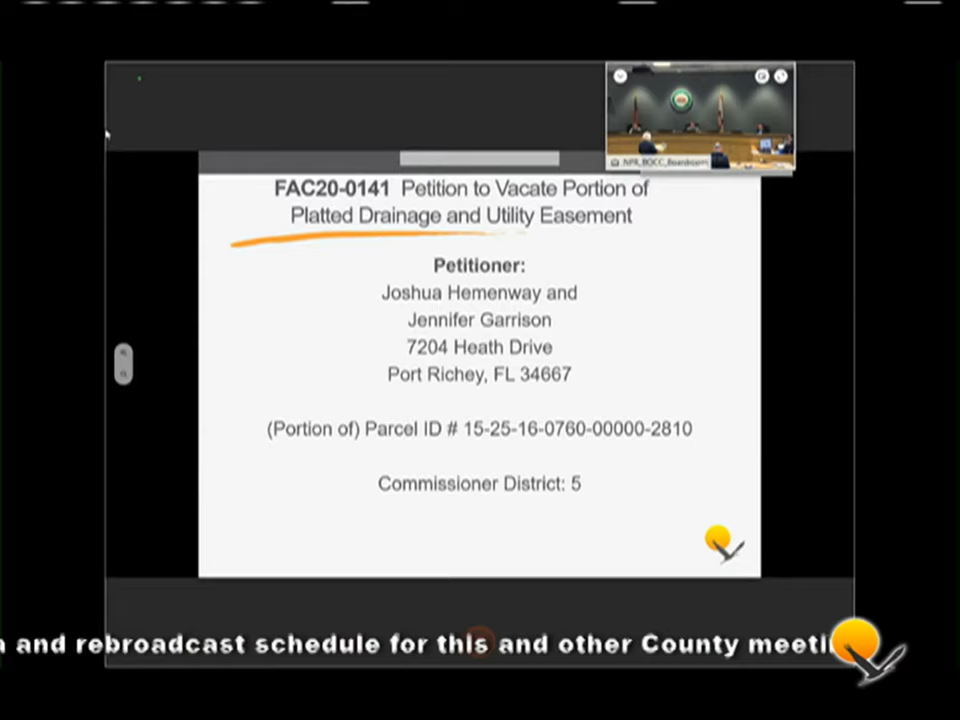 NPR_BOCC_Boardroom
FAC20-0141 Petition to Vacate Portion of
Platted Drainage and Utility Easement
Petitioner:
Joshua Hemenway and
Jennifer Garrison
7204 Heath Drive
Port Richey, FL 34667
(Portion of) Parcel ID # 15-25-16-0760-00000-2810
Commissioner District: 5
and rebroadcast schedule for this and other County